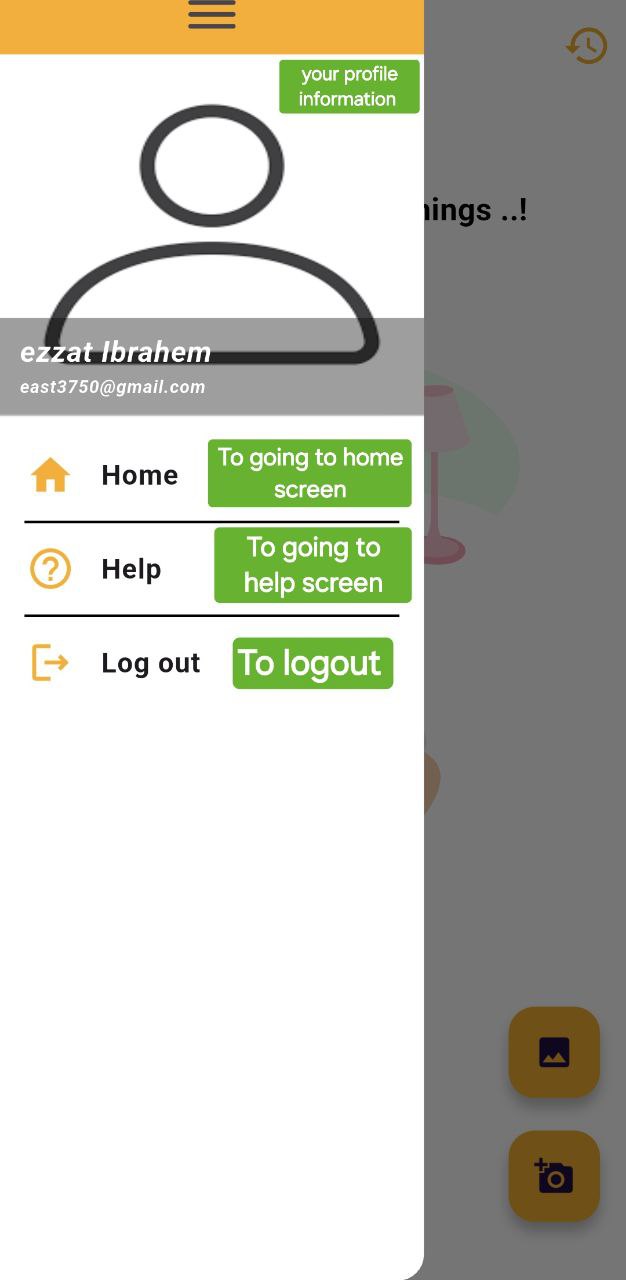 your profile
information
hings ..!
ezzat Ibrahem
east3750@gmail.com
Home
To going to home
screen
Help
To going to
help screen
Log out
To logout